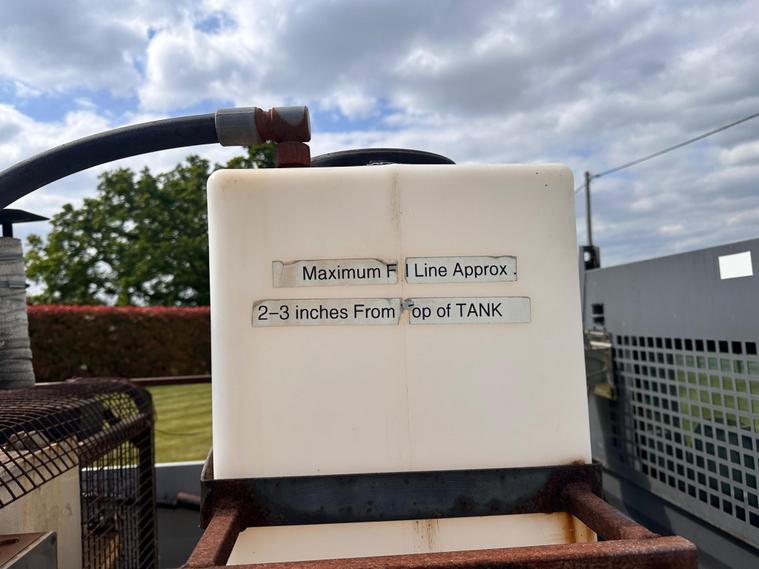 Maximum F l Line Approx .
2–3 inches From op of TANK